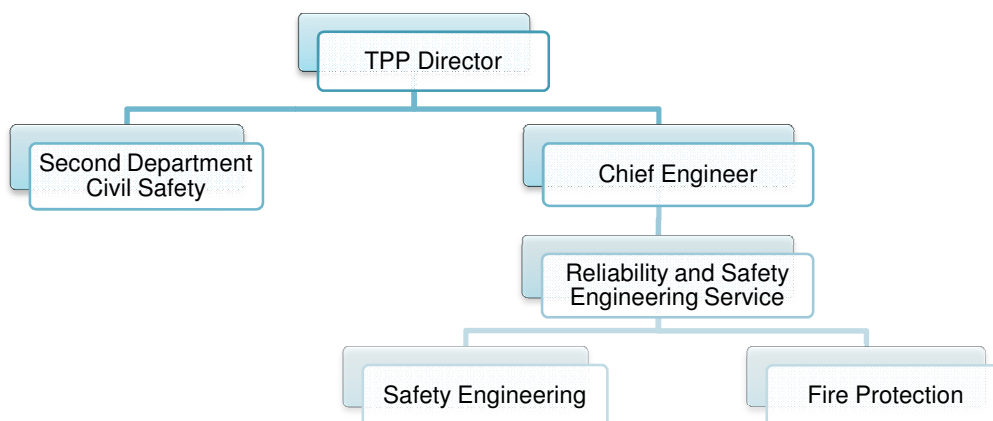 TPP Director
Second Department
Civil Safety
Chief Engineer
Reliability and Safety
Engineering Service
Safety Engineering
Fire Protection